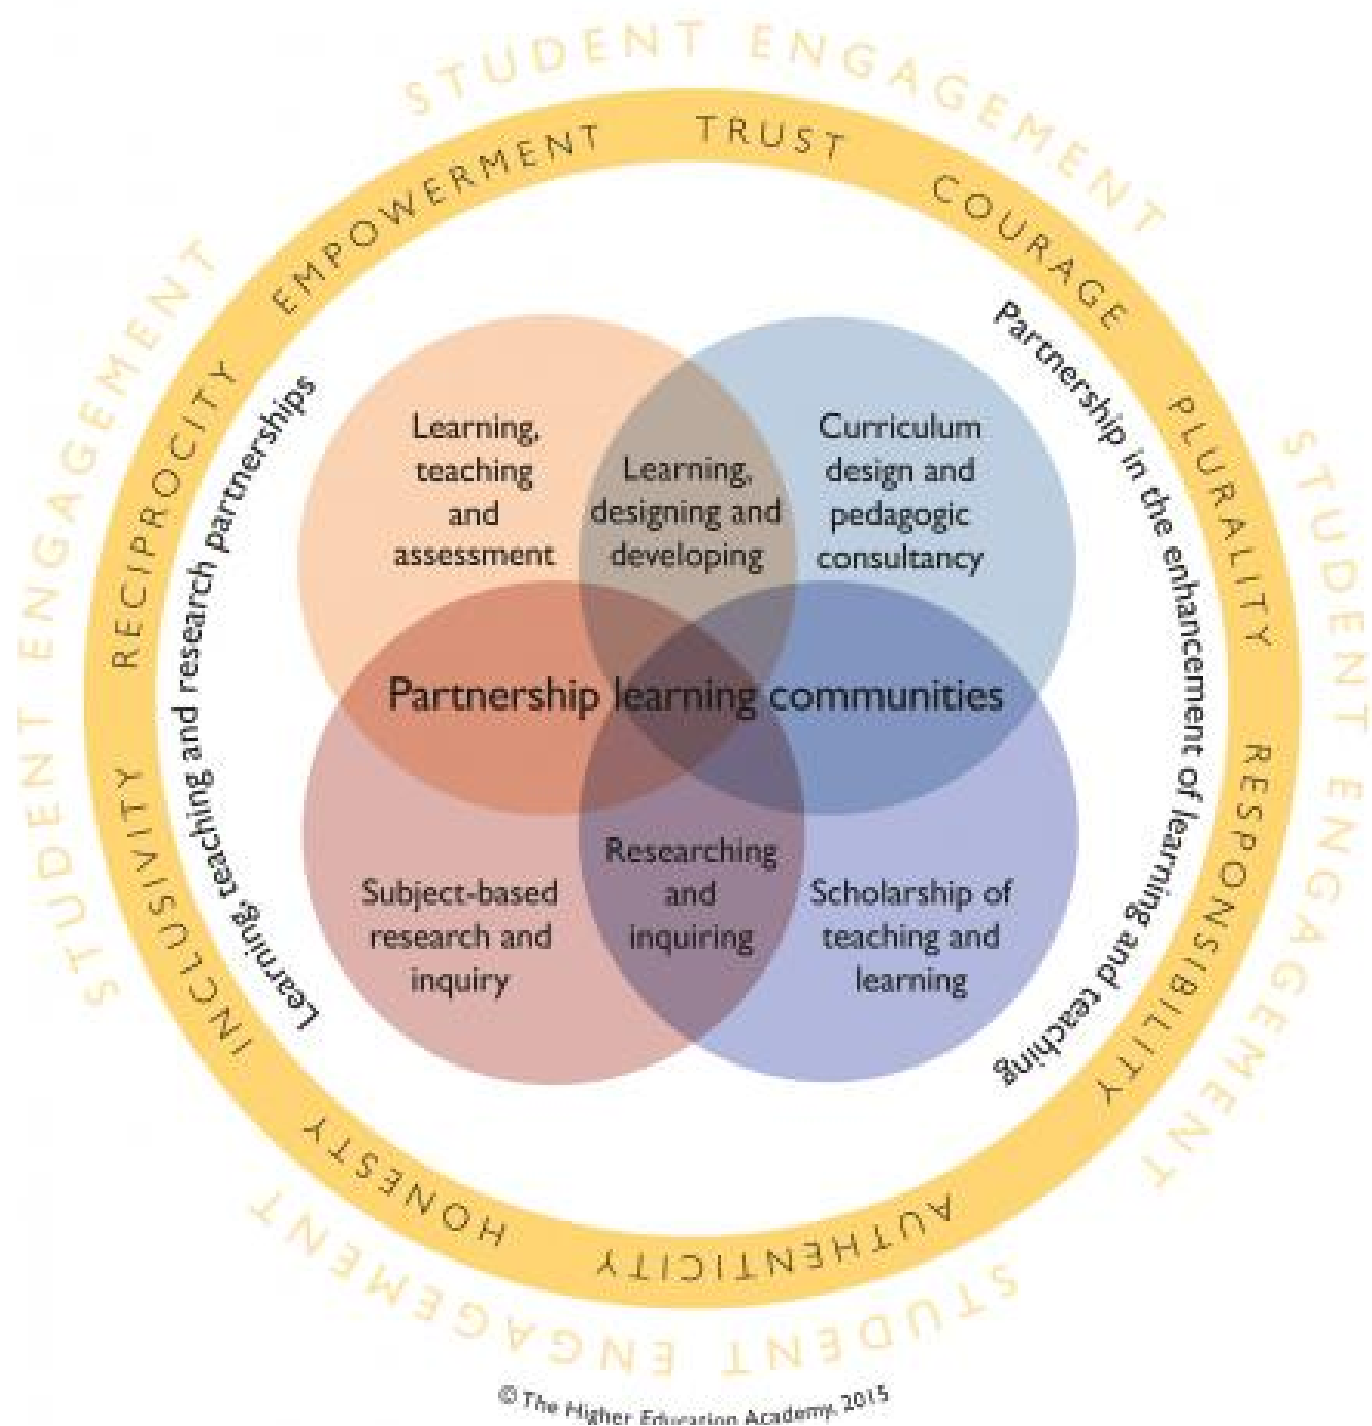 STUDENT ENGAGEMENT
STUDENT ENGAGEMENT
STUDENT ENGAGEMENT
STUDENT ENGAGEMENT
TRUST
COURAGE
PLURALITY
RESPONSIBILITY
AUTHENTICITY
HONESTY
INCLUSIVITY
RECIPROCITY
EMPOWERMENT
Learning, teaching and research partnerships
Partnership in the enhancement of learning and teaching
Learning,
teaching
and
assessment
Learning,
designing and
developing
Curriculum
design and
pedagogic
consultancy
Partnership learning communities
Subject-based
research and
inquiry
Researching
and
inquiring
Scholarship of
teaching and
learning
© The Higher Education Academy, 2015